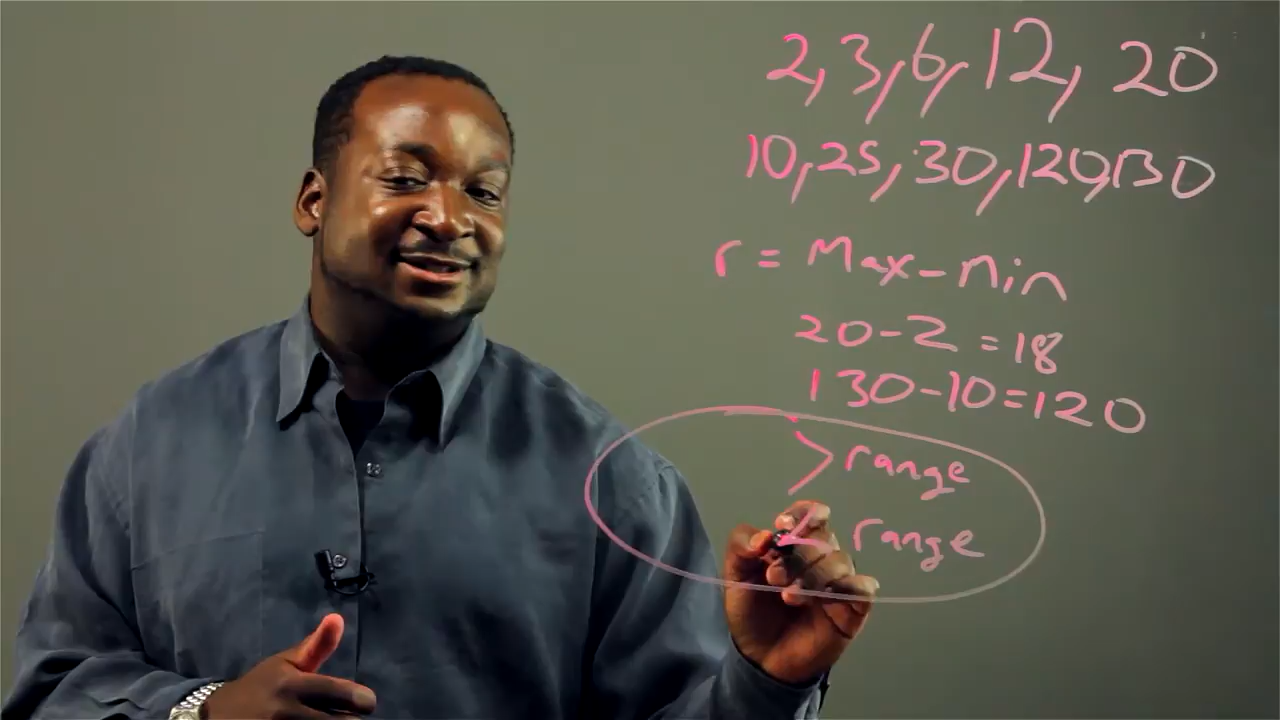 2, 3, 6, 12, 20
10, 25, 30, 120, 130
r = Max - min
20 - 2 = 18
130 - 10 = 120
> range
< range